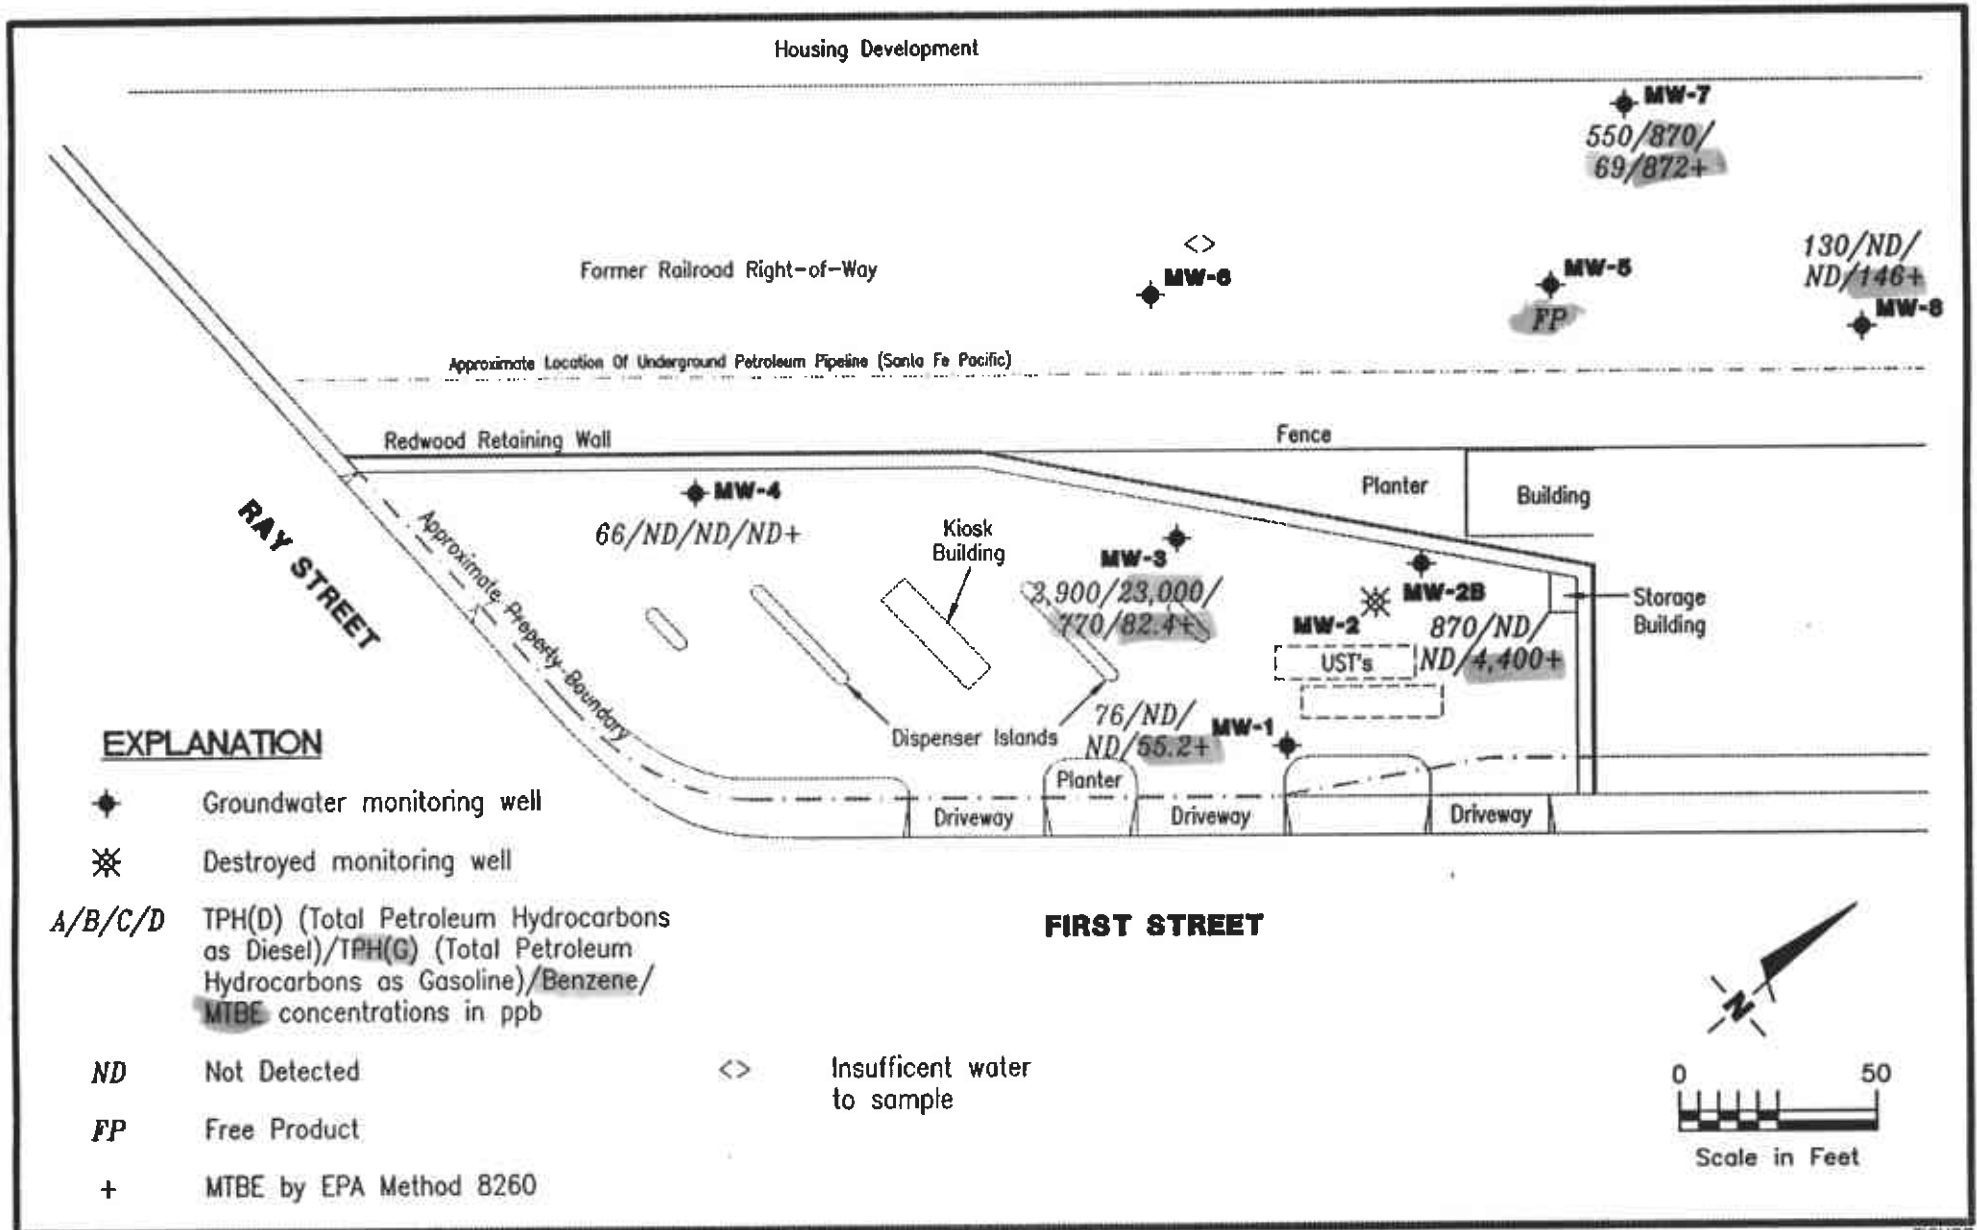 Housing Development
MW-7
550/870/
69/872+
<>
Former Railroad Right-of-Way
MW-6
MW-5
FP
130/ND/
ND/146+
MW-8
Approximate Location Of Underground Petroleum Pipeline (Santa Fe Pacific)
Redwood Retaining Wall
Fence
Planter
Building
MW-4
66/ND/ND/ND+
Kiosk
Building
MW-3
23,000/
770/82.4+
MW-2B
MW-2
870/ND/
ND/4,400+
UST's
Storage
Building
RAY STREET
Approximate Property Boundary
Dispenser Islands
76/ND/
ND/55.2+
MW-1
Planter
Driveway
Driveway
Driveway
FIRST STREET
EXPLANATION
Groundwater monitoring well
Destroyed monitoring well
A/B/C/D
TPH(D) (Total Petroleum Hydrocarbons
as Diesel)/TPH(G) (Total Petroleum
Hydrocarbons as Gasoline)/Benzene/
MTBE concentrations in ppb
ND Not Detected
FP Free Product
+ MTBE by EPA Method 8260
<> Insufficent water
to sample
N
0 50
Scale in Feet